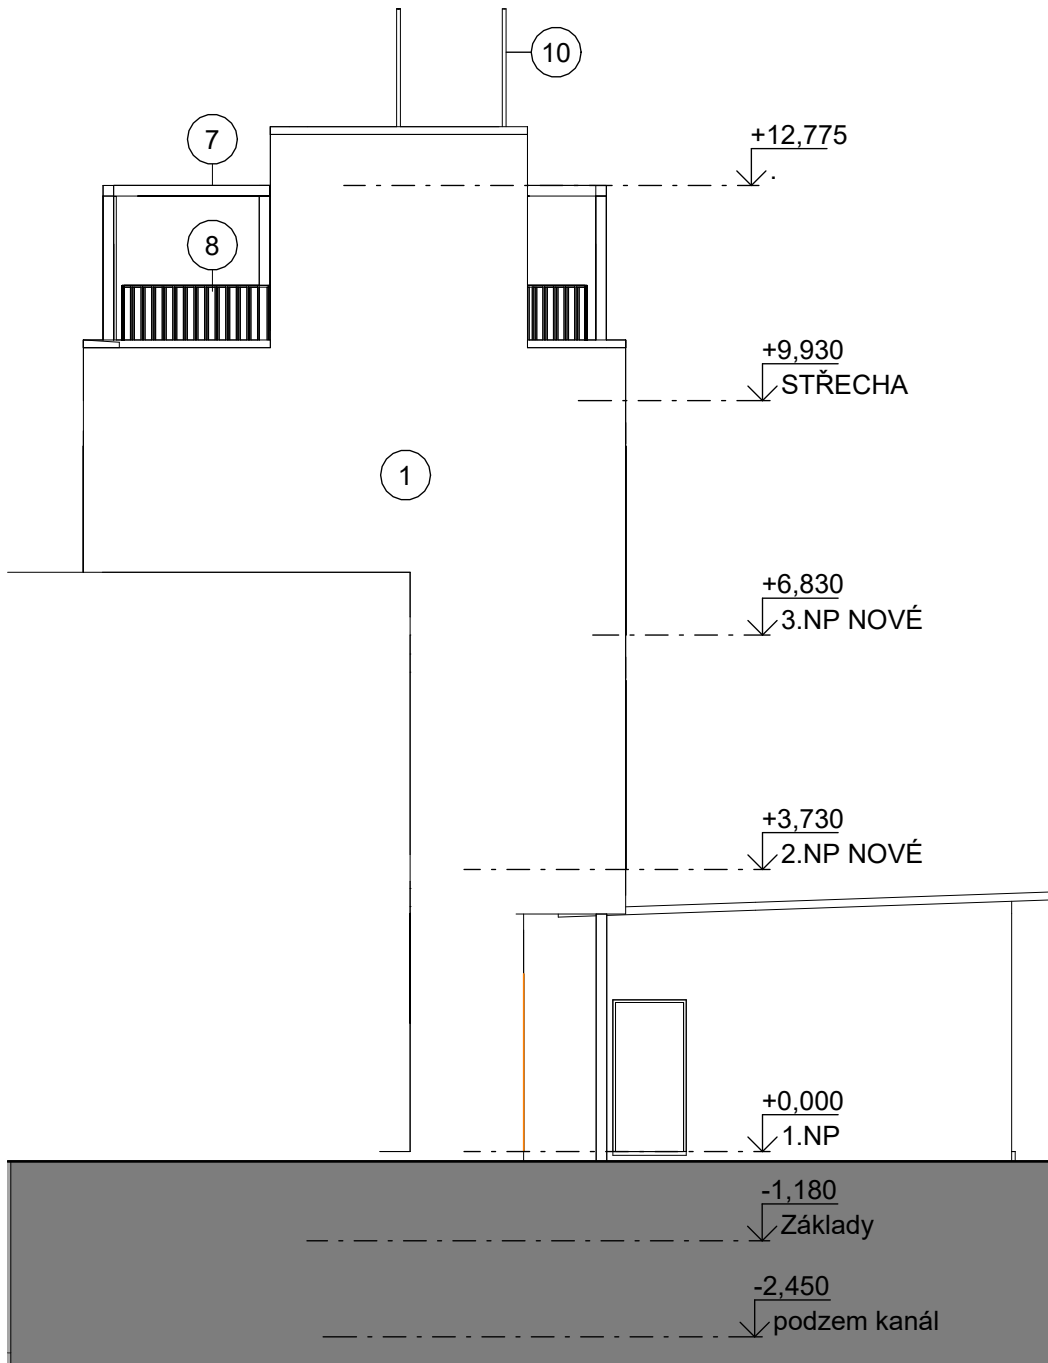 10
7
+12,775
.
8
+9,930
STŘECHA
1
+6,830
3.NP NOVÉ
+3,730
2.NP NOVÉ
+0,000
1.NP
-1,180
Základy
-2,450
podzem kanál